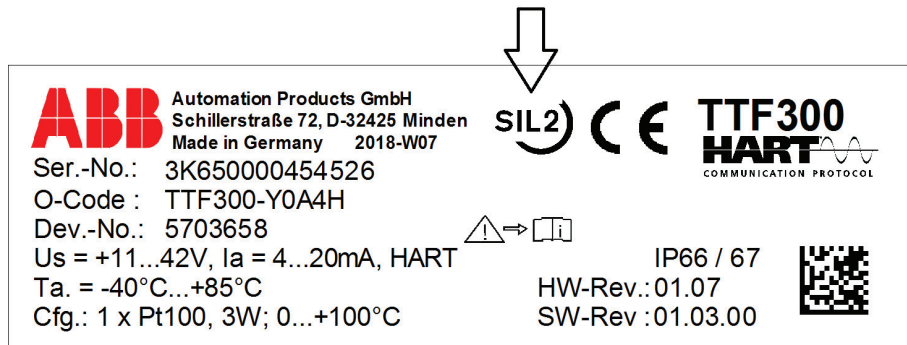 ABB
Automation Products GmbH
Schillerstraße 72, D-32425 Minden
Made in Germany 2018-W07
SIL2
CE
TTF300
HART
COMMUNICATION PROTOCOL
Ser.-No.: 3K650000454526
O-Code : TTF300-Y0A4H
Dev.-No.: 5703658
Us = +11...42V, Ia = 4...20mA, HART
IP66 / 67
Ta. = -40°C...+85°C
HW-Rev.: 01.07
Cfg.: 1 x Pt100, 3W; 0...+100°C
SW-Rev : 01.03.00